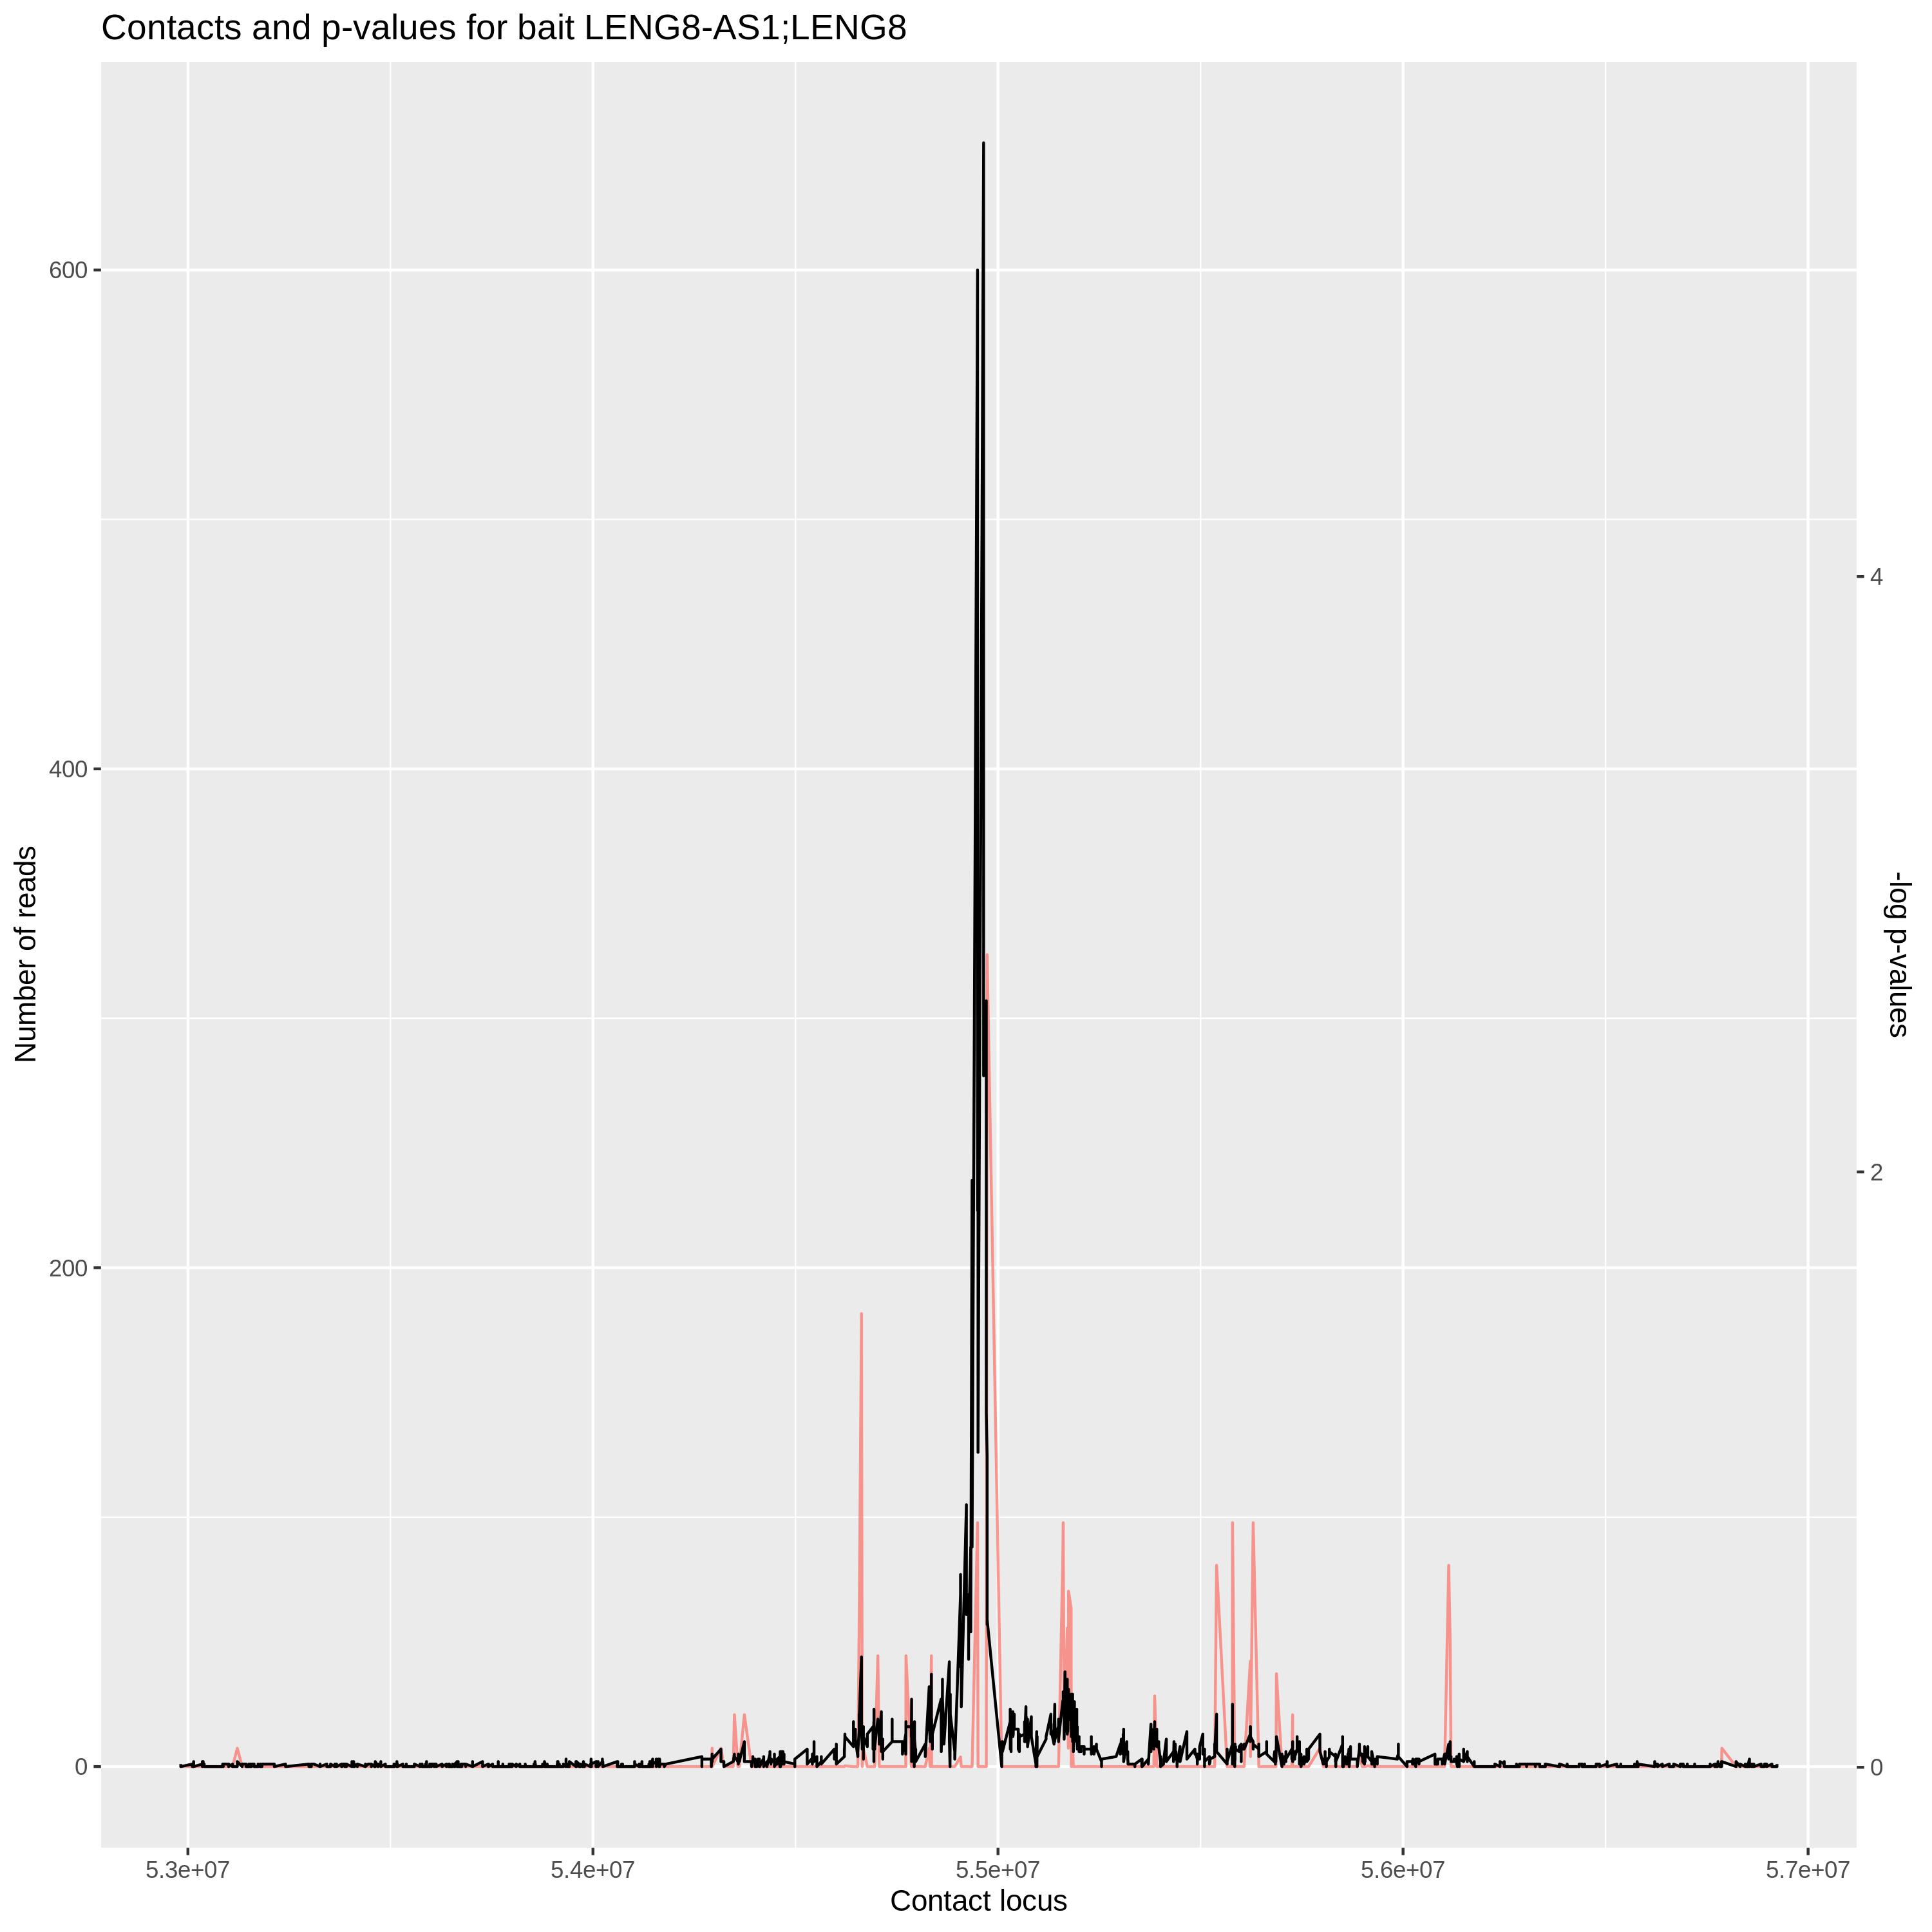 Contacts and p-values for bait LENG8-AS1;LENG8
600
400
200
0
Number of reads
4
2
0
-log p-values
5.3e+07
5.4e+07
5.5e+07
5.6e+07
5.7e+07
Contact locus